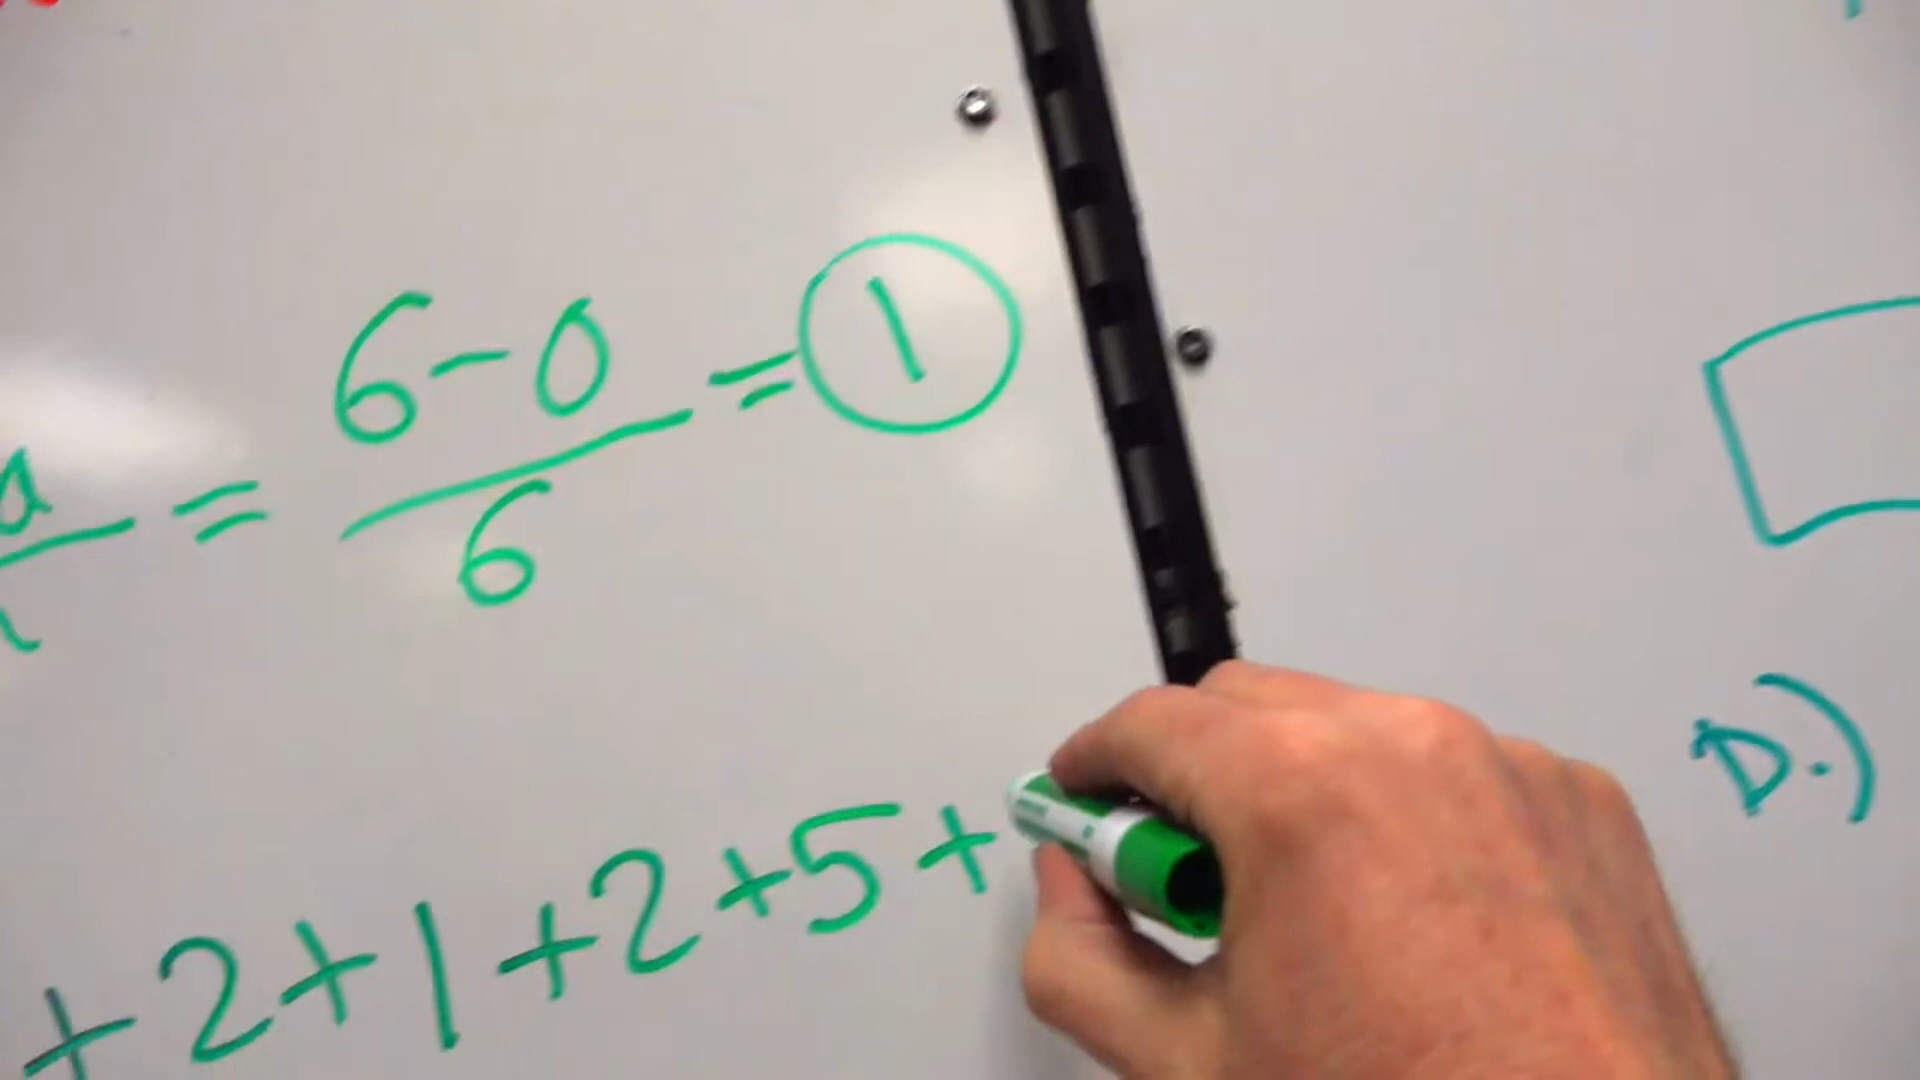 a = 6-0 = 1
6
D.)
+2+1+2+5+